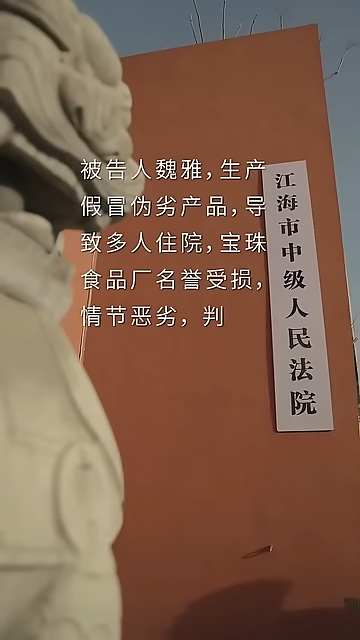 被告人魏雅，生产
假冒伪劣产品，导
致多人住院，宝珠
食品厂名誉受损，
情节恶劣，判
江海市中级人民法院